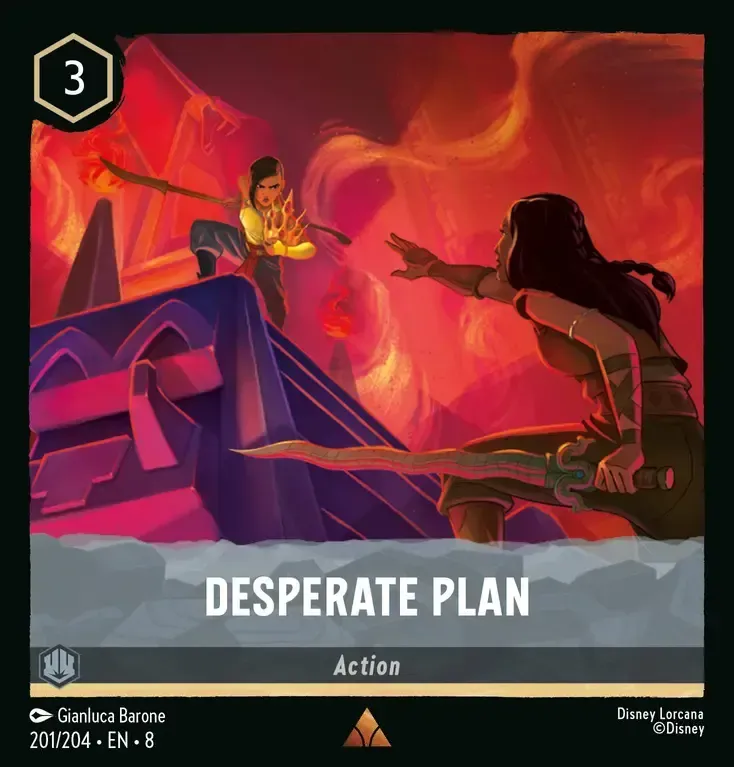 3
DESPERATE PLAN
Action
Gianluca Barone
201/204 • EN • 8
Disney Lorcana
©Disney